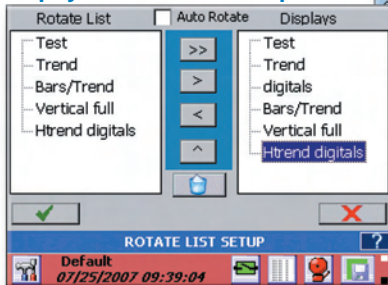 Rotate List
Auto Rotate
Displays
Test
Trend
Bars/Trend
Vertical full
Htrend digitals
>>
>
<
^
Test
Trend
digitals
Bars/Trend
Vertical full
Htrend digitals
ROTATE LIST SETUP
?
Default
07/25/2007 09:39:04